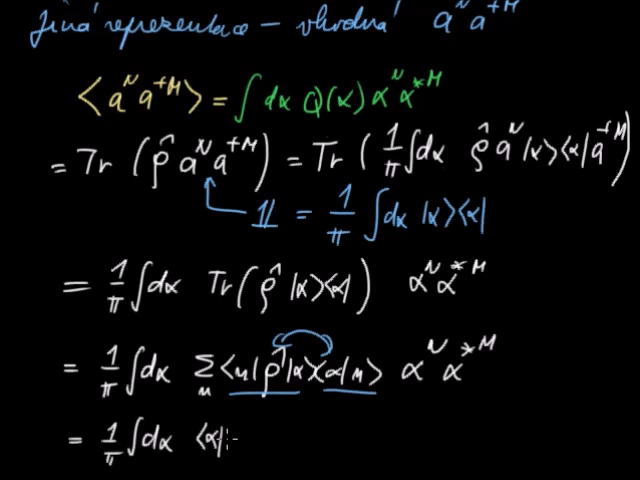 Jiná reprezentace – vhodná a^N a^{+M}
⟨a^N a^{+M}⟩ = ∫dα Q(α) α^N α^{*M}
= Tr (ρ̂ a^N a^{+M}) = Tr (1/π ∫dα ρ̂ a^N |α⟩⟨α| a^{+M})
𝟙 = 1/π ∫dα |α⟩⟨α|
= 1/π ∫dα Tr(ρ̂ |α⟩⟨α|) α^N α^{*M}
= 1/π ∫dα Σ_n ⟨n|ρ̂|α⟩⟨α|n⟩ α^N α^{*M}
= 1/π ∫dα ⟨α|